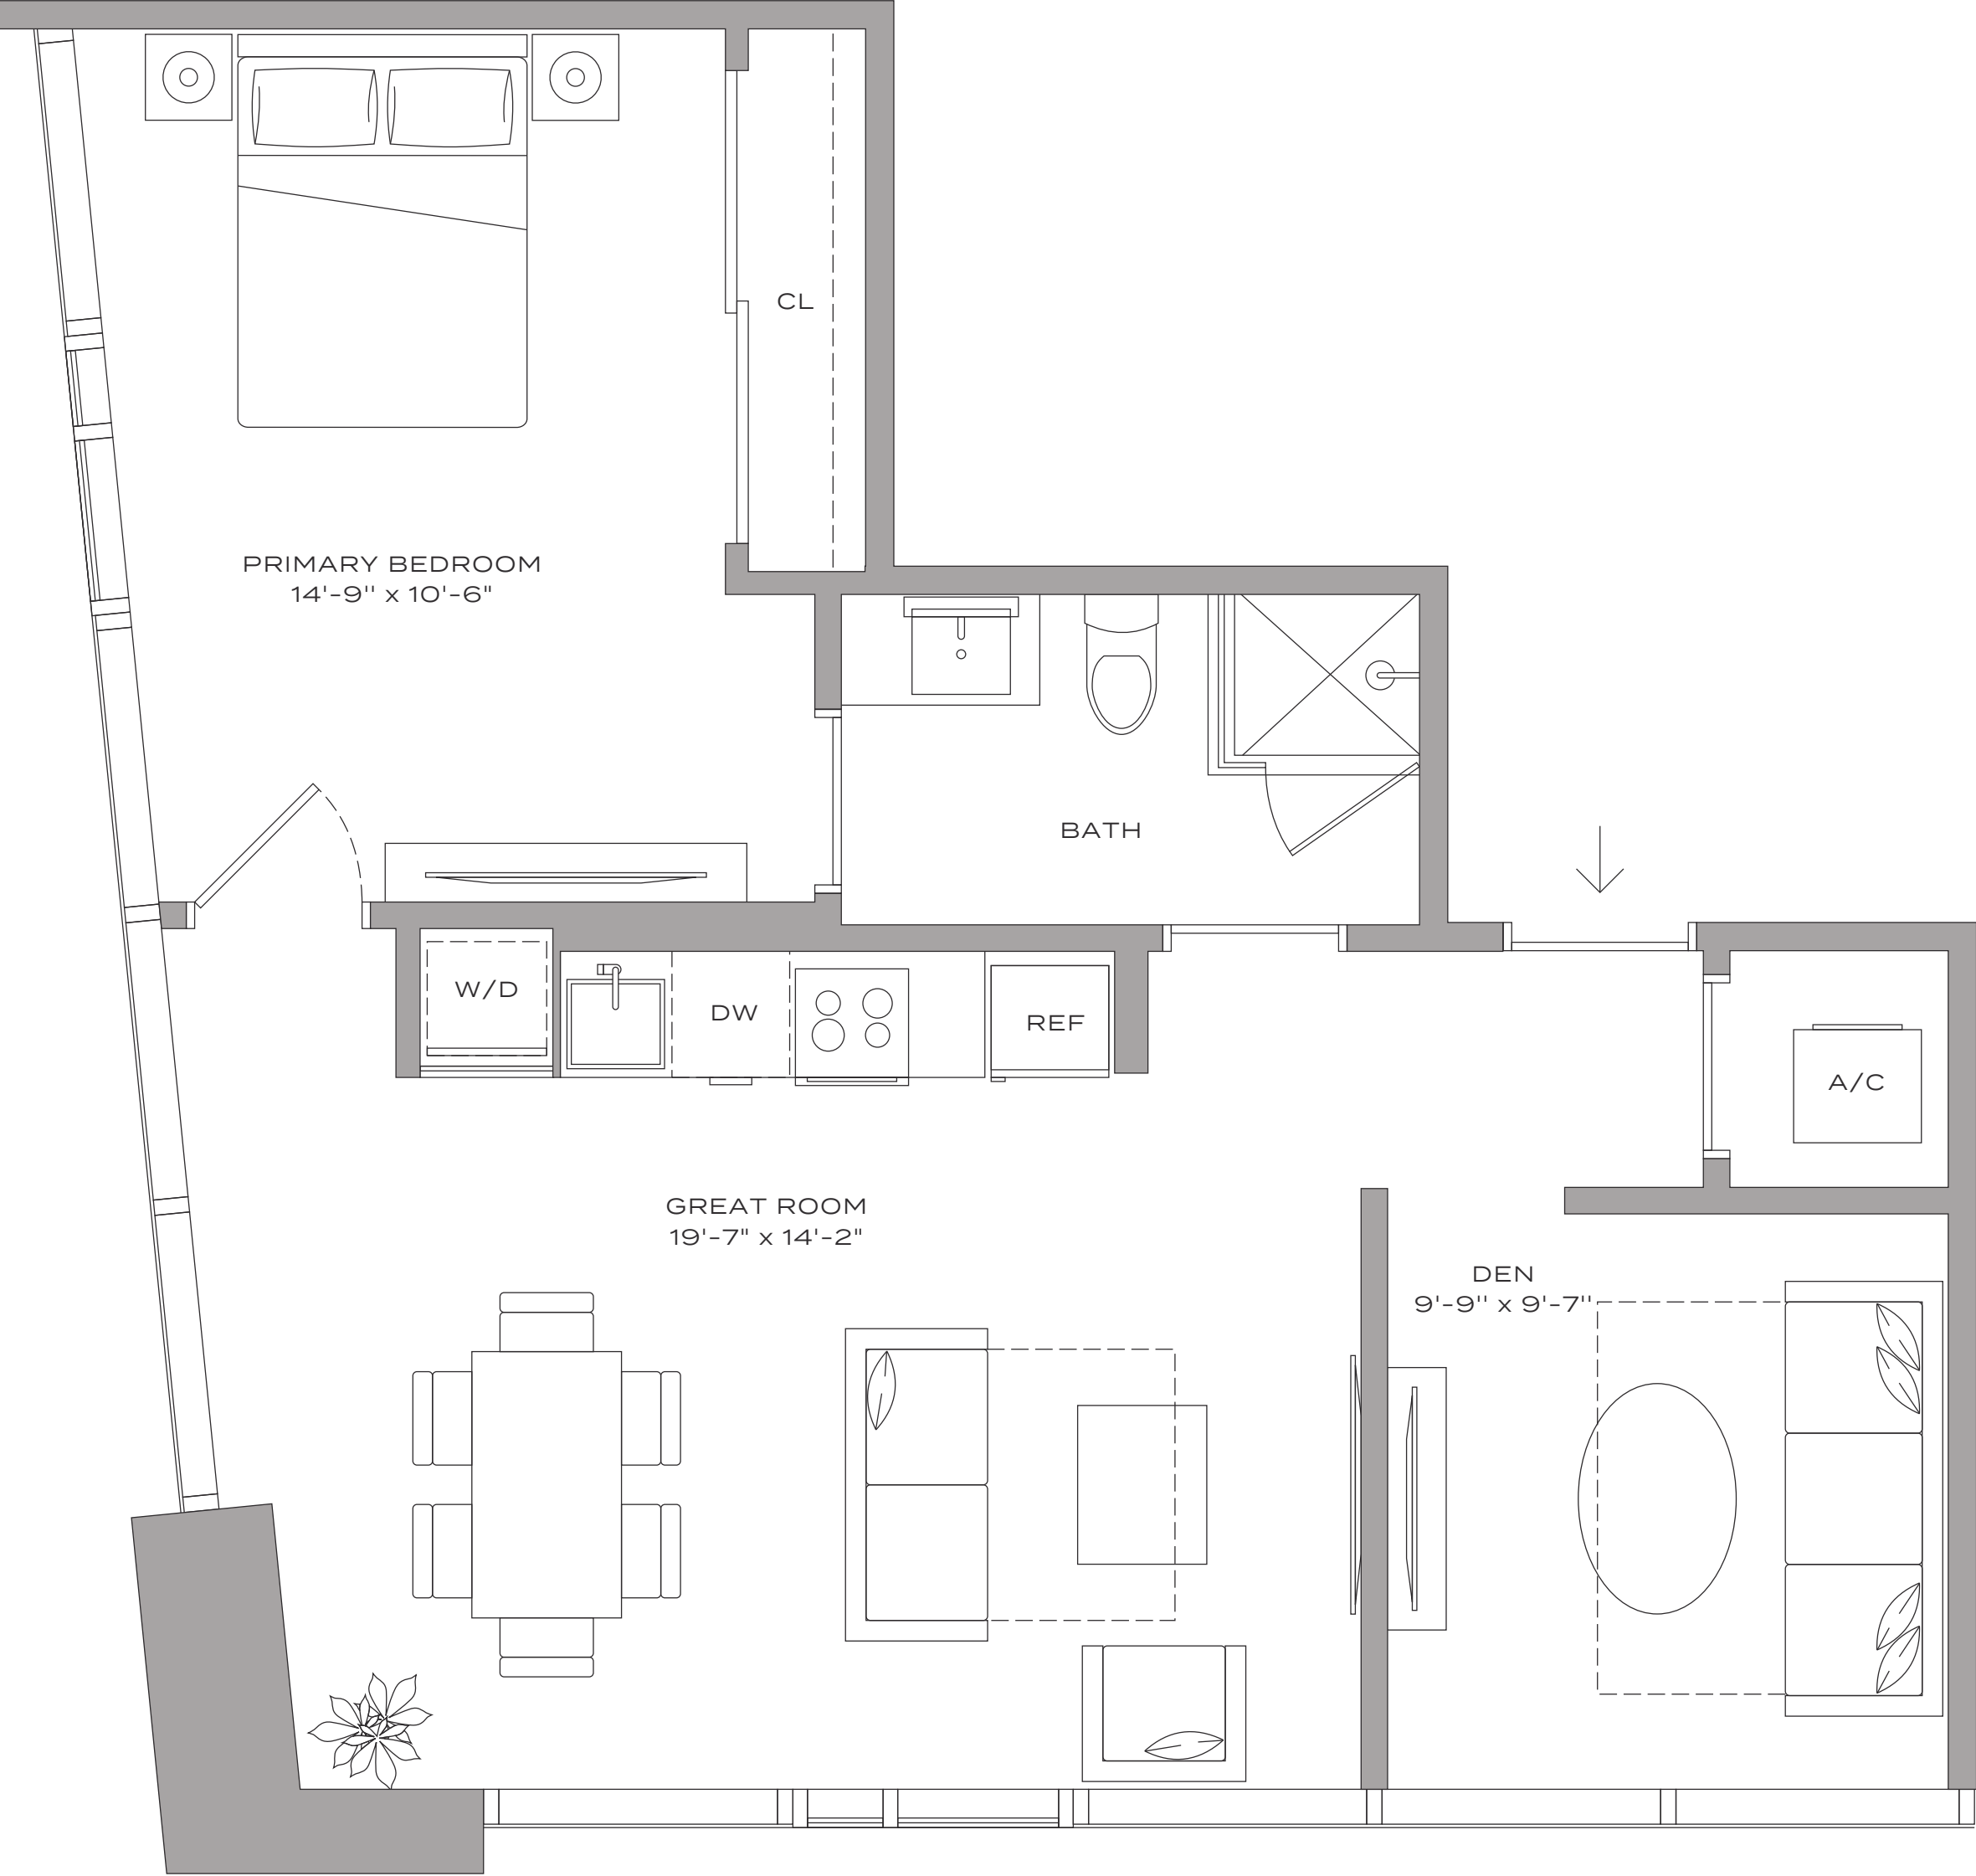 CL
PRIMARY BEDROOM
14'-9'' x 10'-6"
BATH
W/D
DW
REF
A/C
GREAT ROOM
19'-7" x 14'-2"
DEN
9'-9'' x 9'-7''